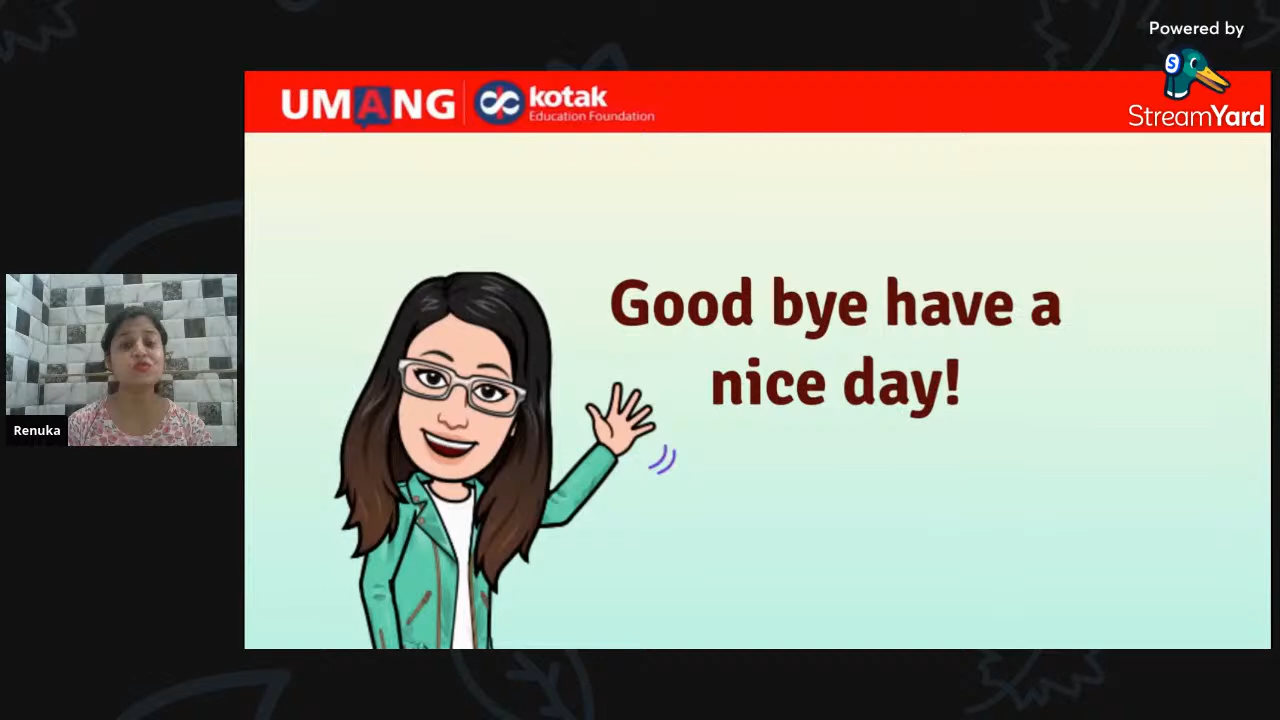 Powered by
StreamYard
UMANG
kotak
Education Foundation
Good bye have a
nice day!
Renuka